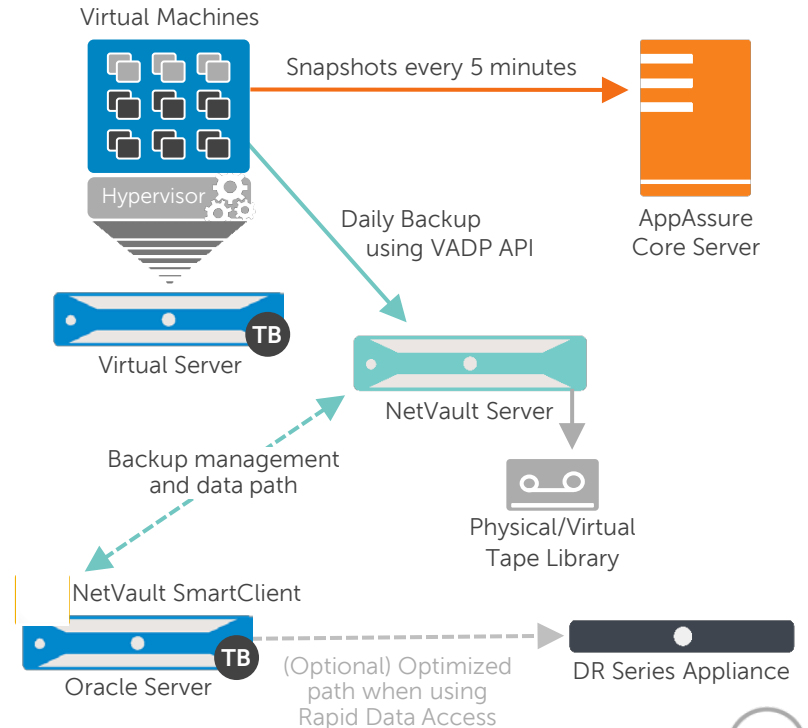 Virtual Machines
Snapshots every 5 minutes
Hypervisor
Daily Backup
using VADP API
AppAssure
Core Server
TB
Virtual Server
NetVault Server
Backup management
and data path
Physical/Virtual
Tape Library
NetVault SmartClient
TB
Oracle Server
(Optional) Optimized
path when using
Rapid Data Access
DR Series Appliance